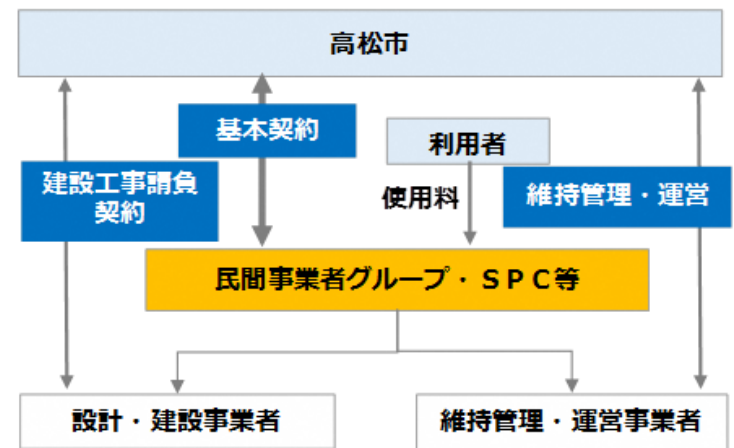 高松市
基本契約
利用者
建設工事請負
契約
使用料
維持管理・運営
民間事業者グループ・ＳＰＣ等
設計・建設事業者
維持管理・運営事業者